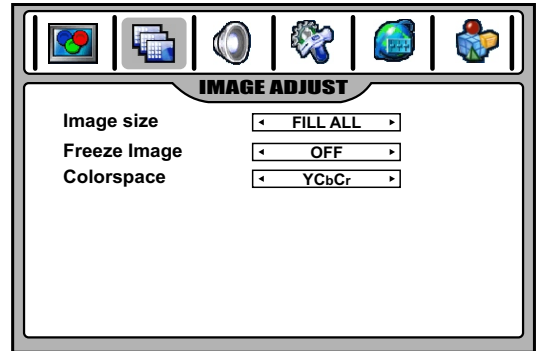 IMAGE ADJUST
Image size FILL ALL
Freeze Image OFF
Colorspace YCbCr